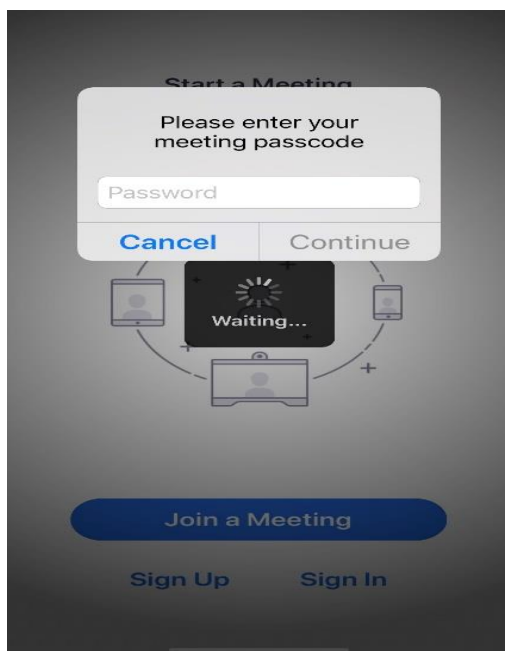 Start a Meeting
Please enter your
meeting passcode
Password
Cancel Continue
Waiting...
Join a Meeting
Sign Up Sign In